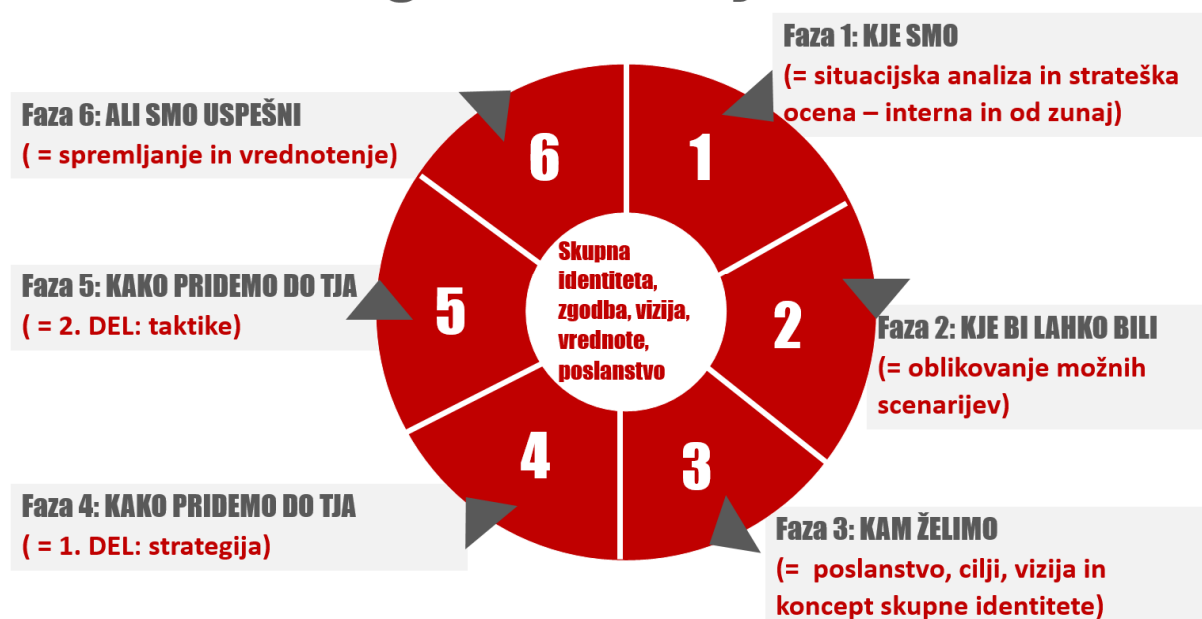 Faza 1: KJE SMO
(= situacijska analiza in strateška
ocena – interna in od zunaj)
Faza 6: ALI SMO USPEŠNI
( = spremljanje in vrednotenje)
6
1
Skupna
identiteta,
zgodba, vizija,
vrednote,
poslanstvo
Faza 5: KAKO PRIDEMO DO TJA
( = 2. DEL: taktike)
5
2
Faza 2: KJE BI LAHKO BILI
(= oblikovanje možnih
scenarijev)
4
3
Faza 4: KAKO PRIDEMO DO TJA
( = 1. DEL: strategija)
Faza 3: KAM ŽELIMO
(= poslanstvo, cilji, vizija in
koncept skupne identitete)